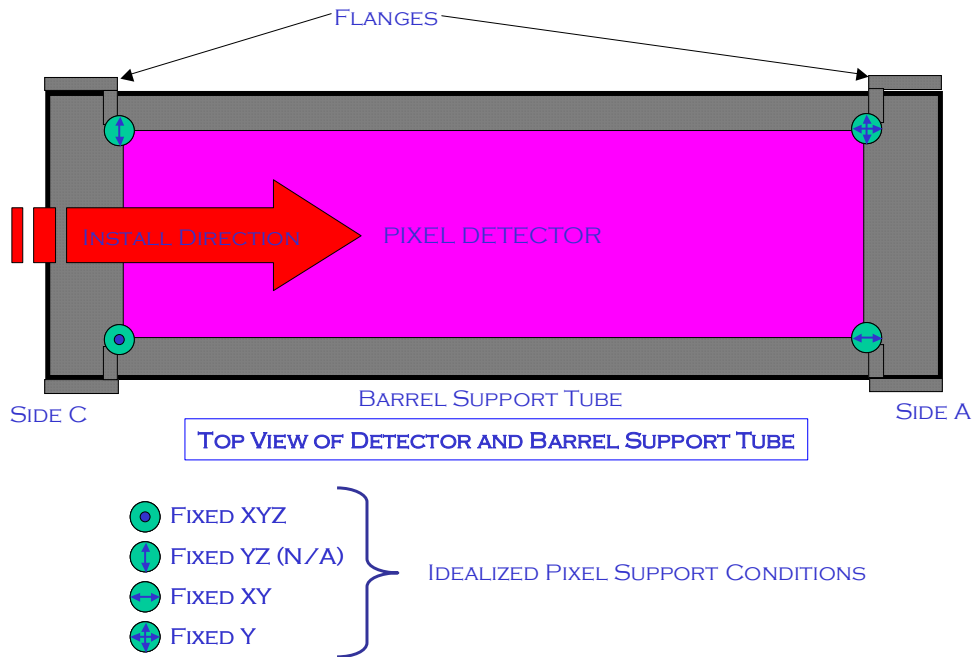 Flanges
Install Direction
PIXEL DETECTOR
Side C
Barrel Support Tube
Side A
Top View of Detector and Barrel Support Tube
Fixed XYZ
Fixed YZ (N/A)
Fixed XY
Fixed Y
Idealized Pixel Support Conditions